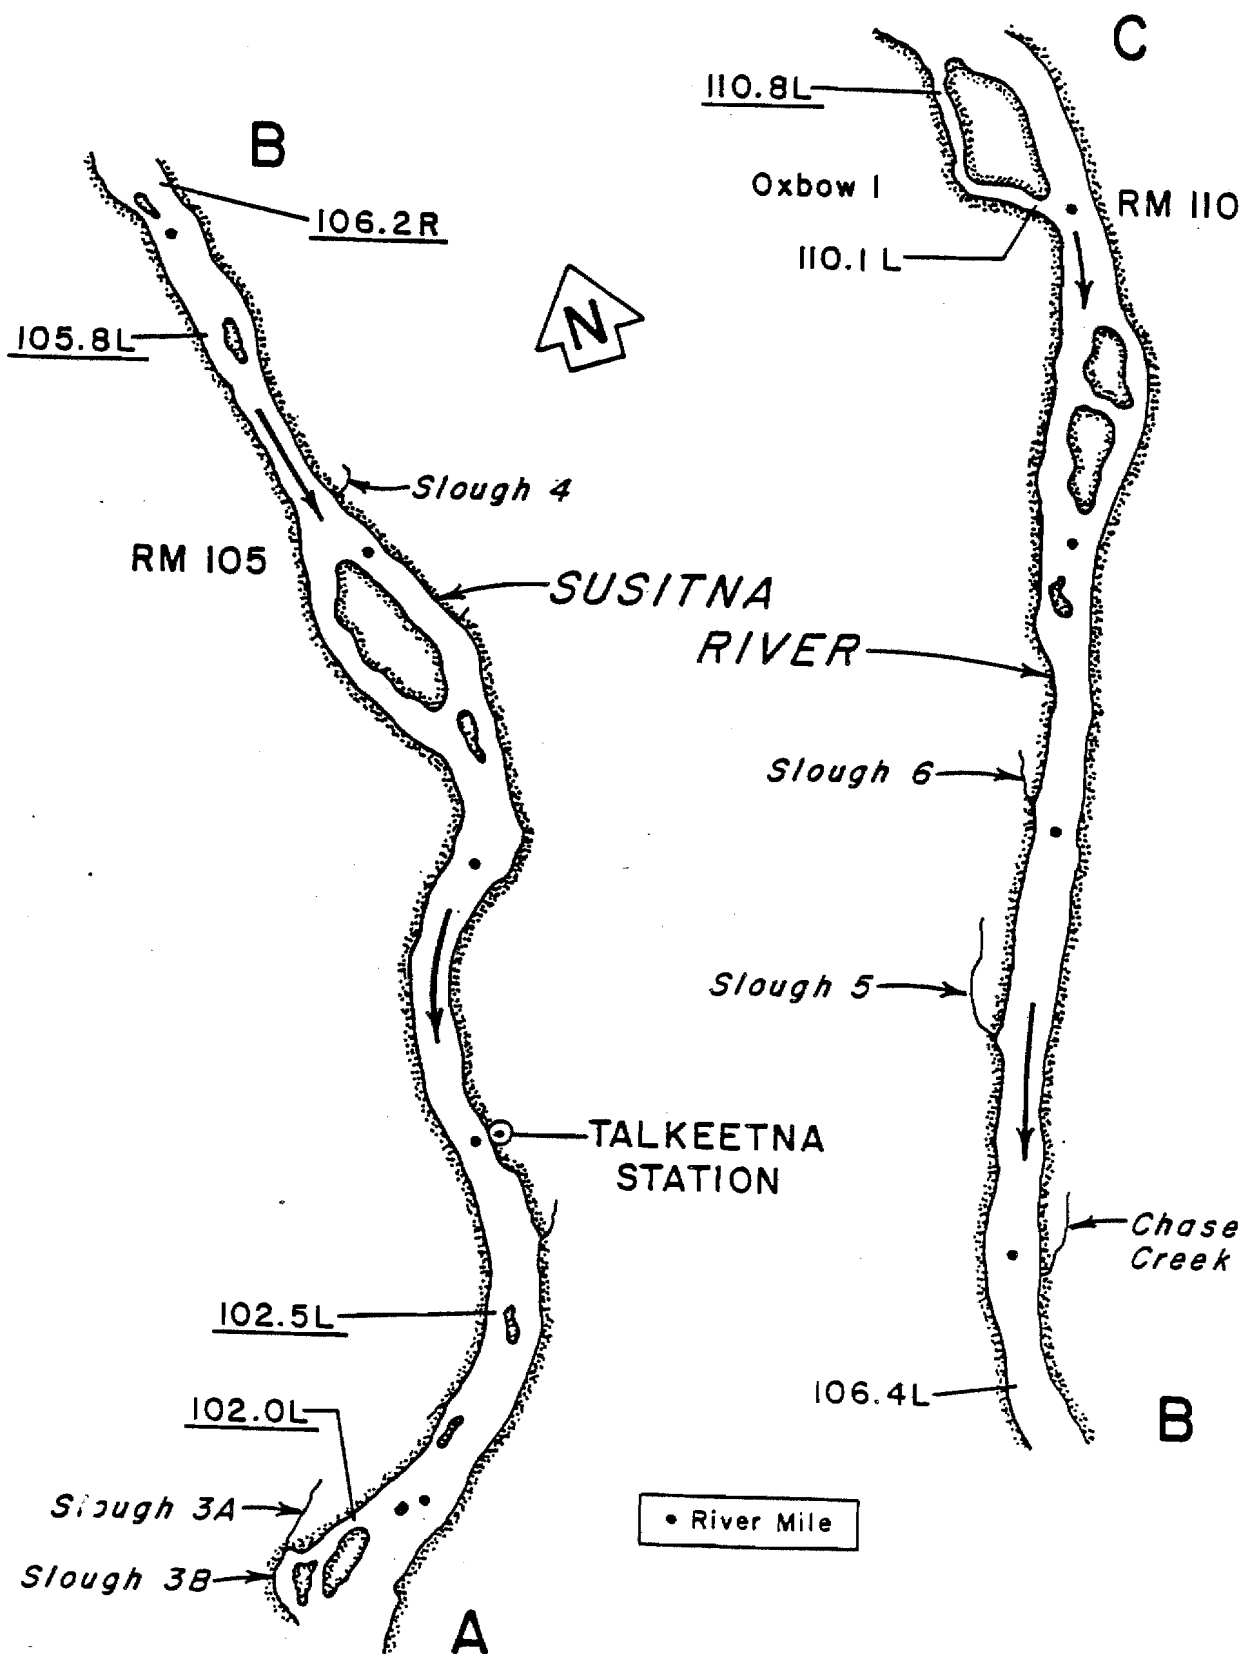 C
110.8L
B
Oxbow 1
RM 110
106.2R
110.1 L
N
105.8L
Slough 4
RM 105
SUSITNA
RIVER
Slough 6
Slough 5
TALKEETNA
STATION
Chase
Creek
102.5L
106.4L
102.0L
B
Slough 3A
• River Mile
Slough 3B
A